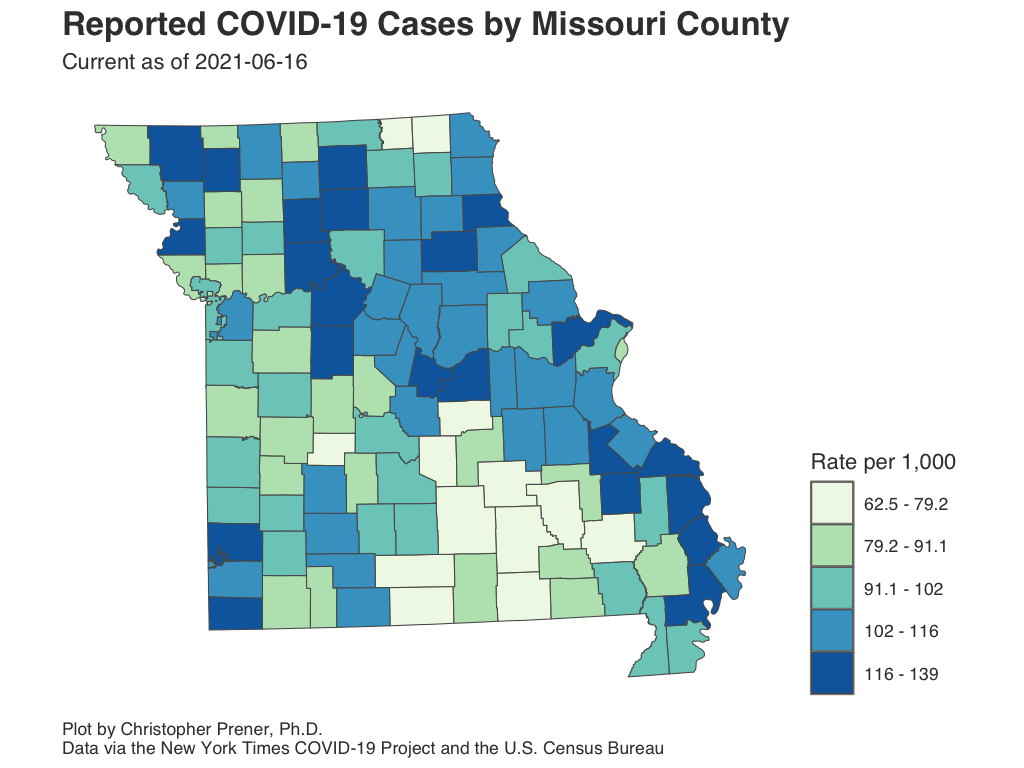 Reported COVID-19 Cases by Missouri County
Current as of 2021-06-16
Rate per 1,000
62.5 - 79.2
79.2 - 91.1
91.1 - 102
102 - 116
116 - 139
Plot by Christopher Prener, Ph.D.
Data via the New York Times COVID-19 Project and the U.S. Census Bureau